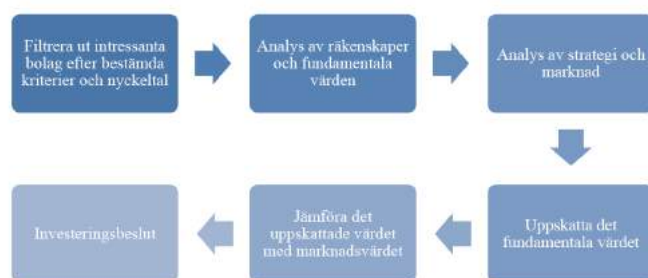 Filtrera ut intressanta
bolag efter bestämda
kriterier och nyckeltal
Analys av räkenskaper
och fundamentala
värden
Analys av strategi och
marknad
Uppskatta det
fundamentala värdet
Jämföra det
uppskattade värdet
med marknadsvärdet
Investeringsbeslut